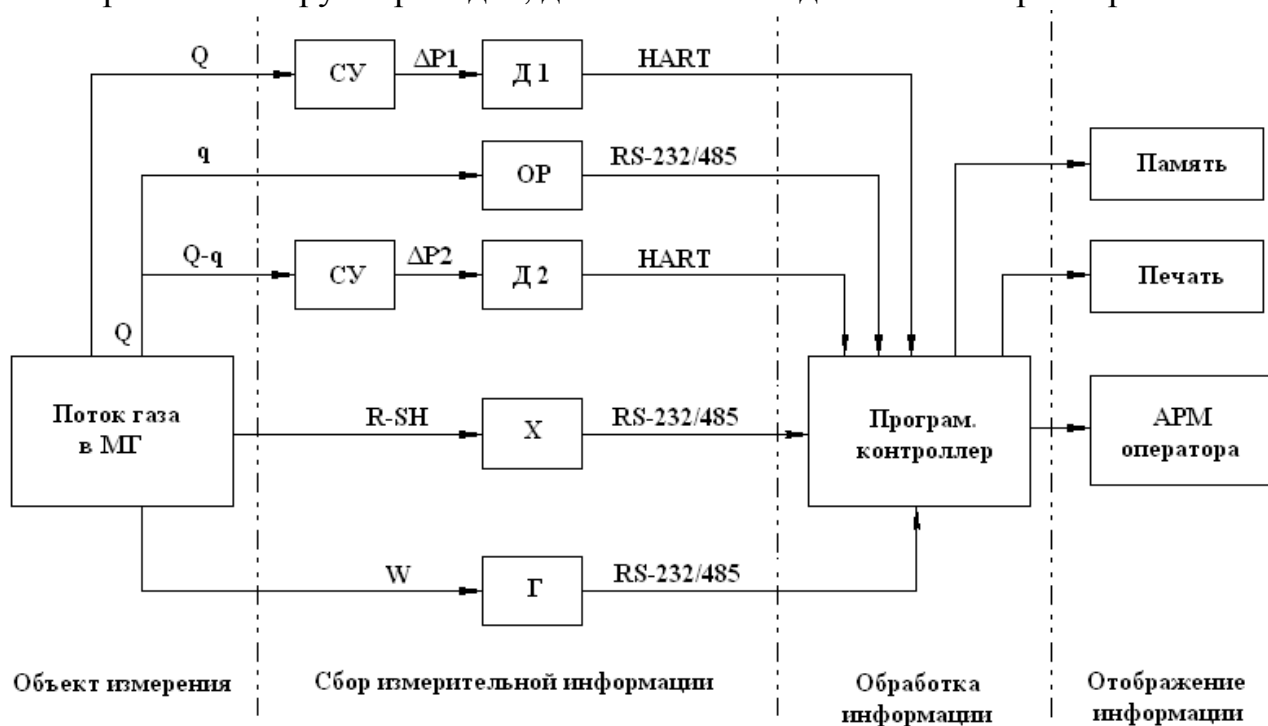 Q
СУ
ΔP1
Д 1
HART
q
ОР
RS-232/485
Память
Q-q
СУ
ΔP2
Д 2
HART
Печать
Q
Поток газа
в МГ
R-SH
Х
RS-232/485
Програм.
контроллер
АРМ
оператора
W
Г
RS-232/485
Объект измерения
Сбор измерительной информации
Обработка
информации
Отображение
информации